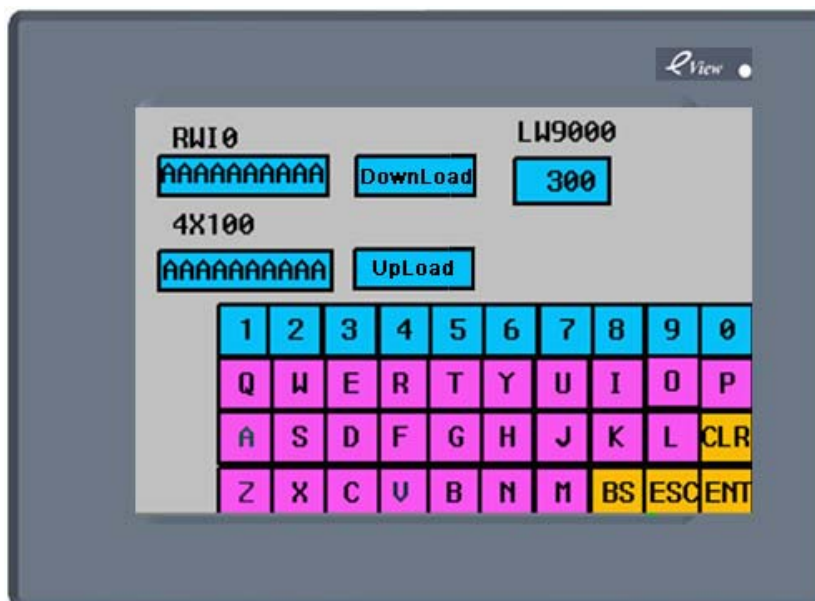 eView
RWI0 LW9000
AAAAAAAAAA DownLoad 300
4X100
AAAAAAAAAA UpLoad
1 2 3 4 5 6 7 8 9 0
Q W E R T Y U I O P
A S D F G H J K L CLR
Z X C V B N M BS ESC ENT